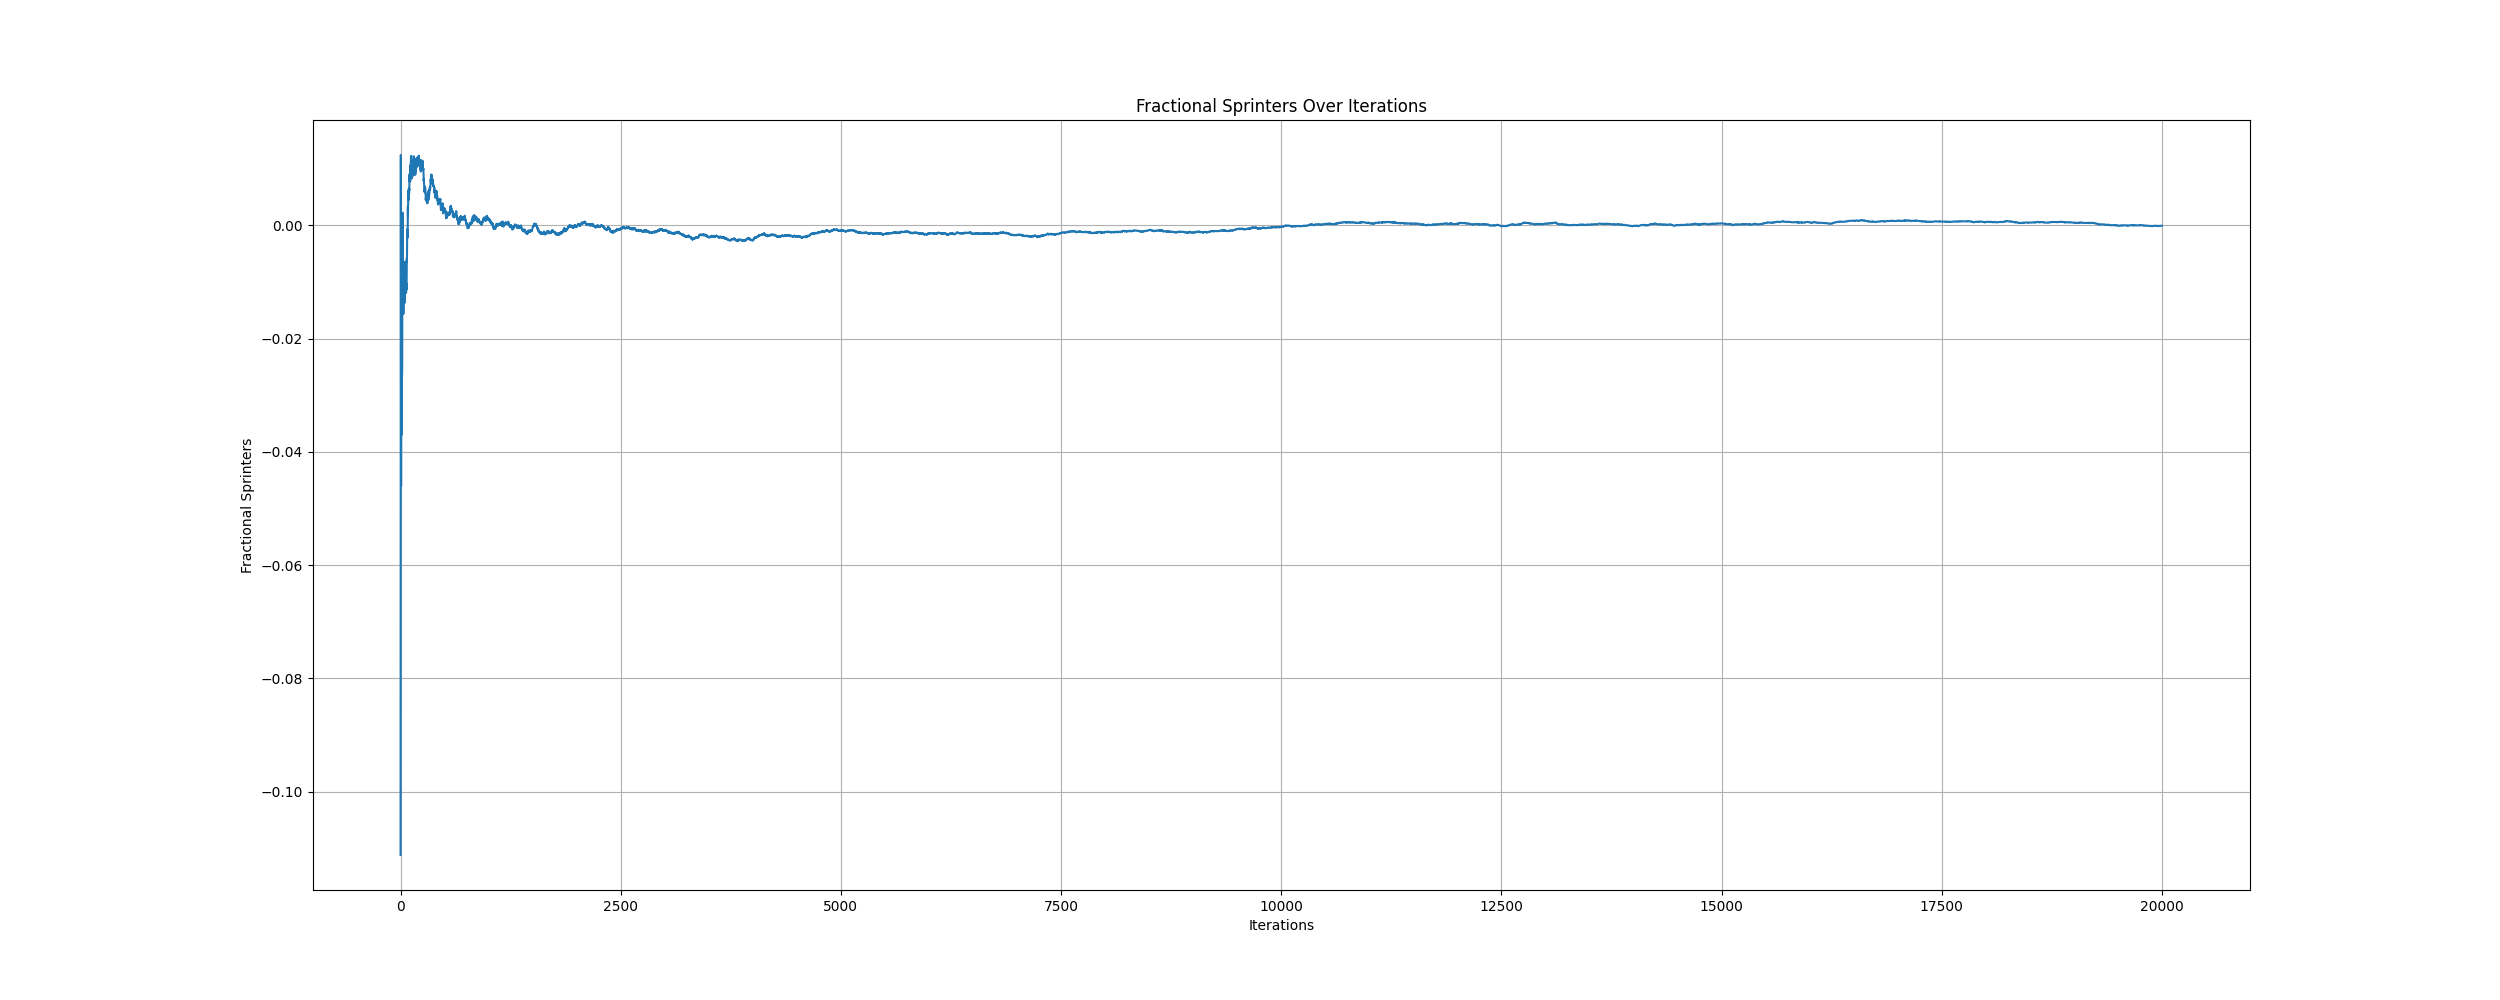 Fractional Sprinters Over Iterations
Fractional Sprinters
0.00
−0.02
−0.04
−0.06
−0.08
−0.10
0 2500 5000 7500 10000 12500 15000 17500 20000
Iterations